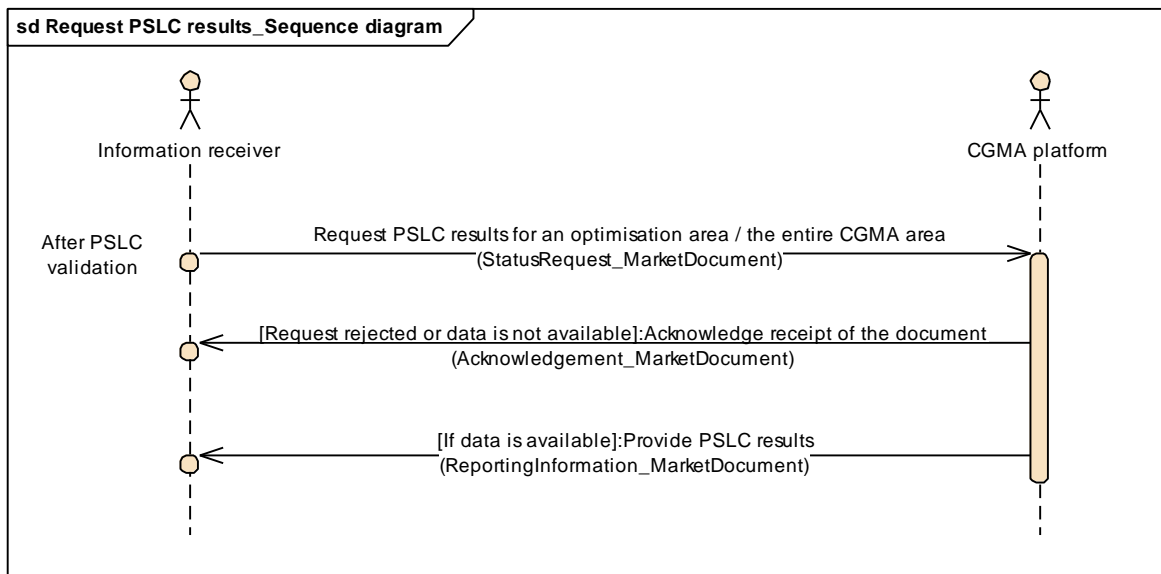 sd Request PSLC results_Sequence diagram
Information receiver
CGMA platform
After PSLC
validation
Request PSLC results for an optimisation area / the entire CGMA area
(StatusRequest_MarketDocument)
[Request rejected or data is not available]:Acknowledge receipt of the document
(Acknowledgement_MarketDocument)
[If data is available]:Provide PSLC results
(ReportingInformation_MarketDocument)